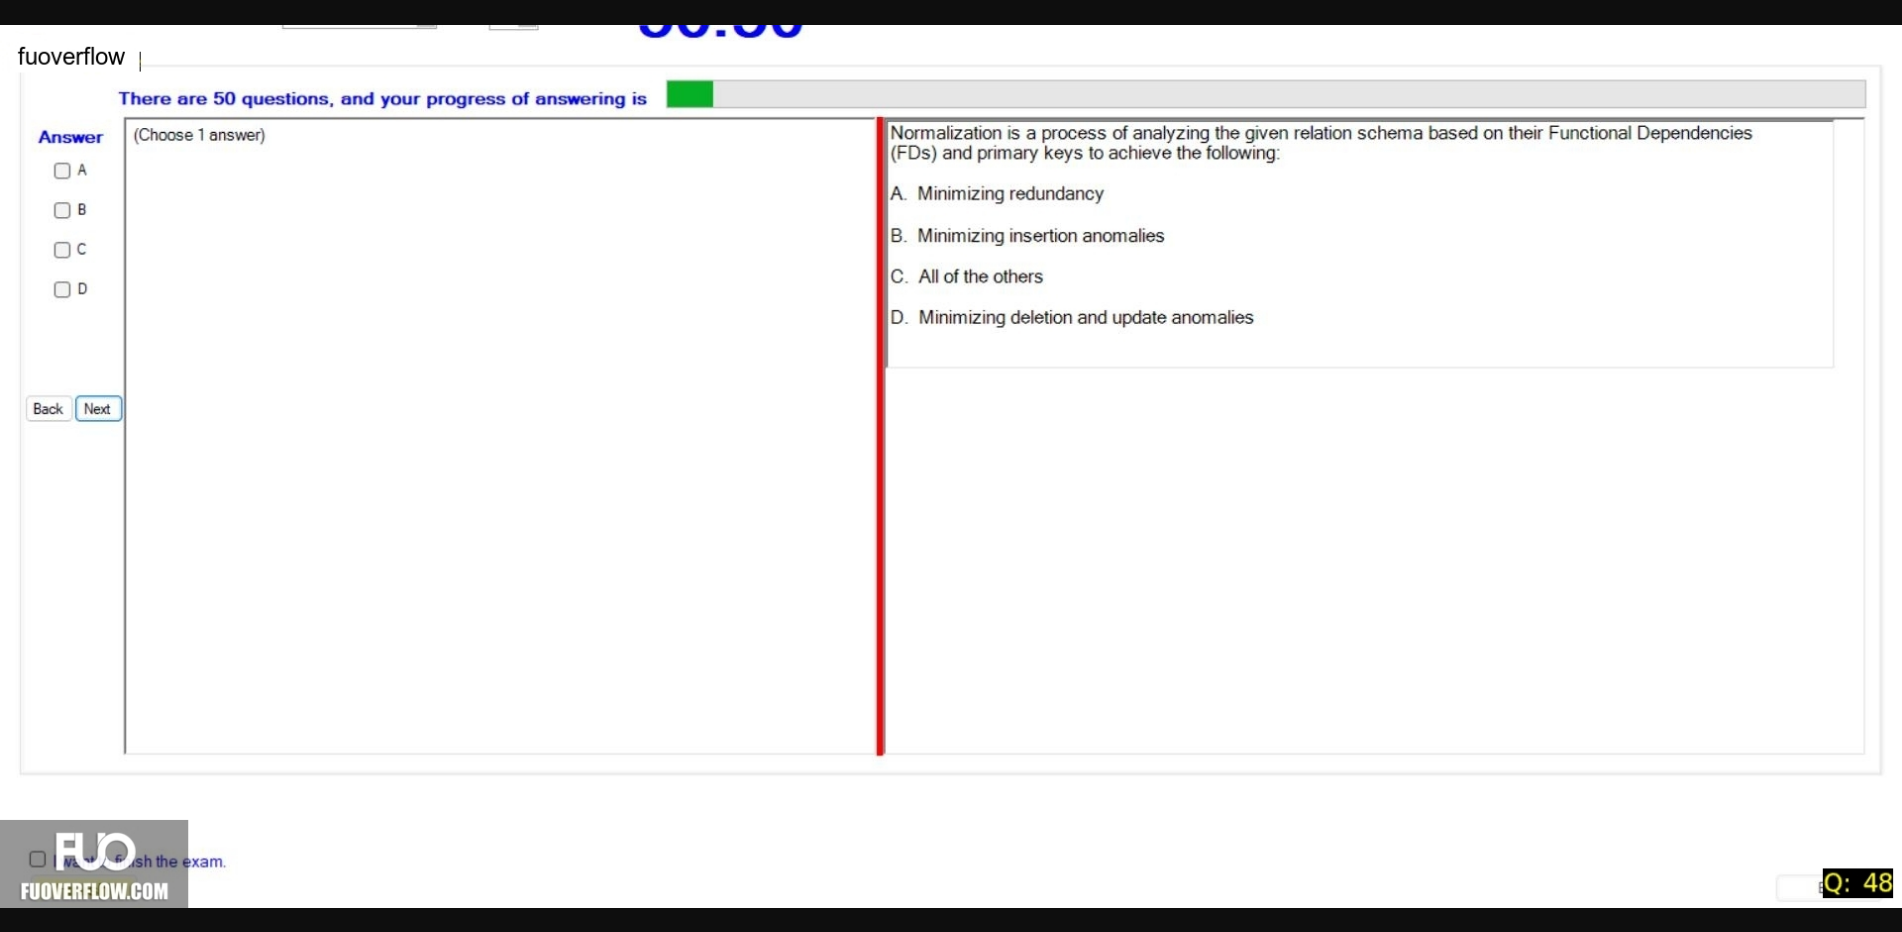 fuoverflow
There are 50 questions, and your progress of answering is
Answer
(Choose 1 answer)
A
B
C
D
Back Next
Normalization is a process of analyzing the given relation schema based on their Functional Dependencies
(FDs) and primary keys to achieve the following:
A. Minimizing redundancy
B. Minimizing insertion anomalies
C. All of the others
D. Minimizing deletion and update anomalies
the exam.
FUO
FUOVERFLOW.COM
Q: 48